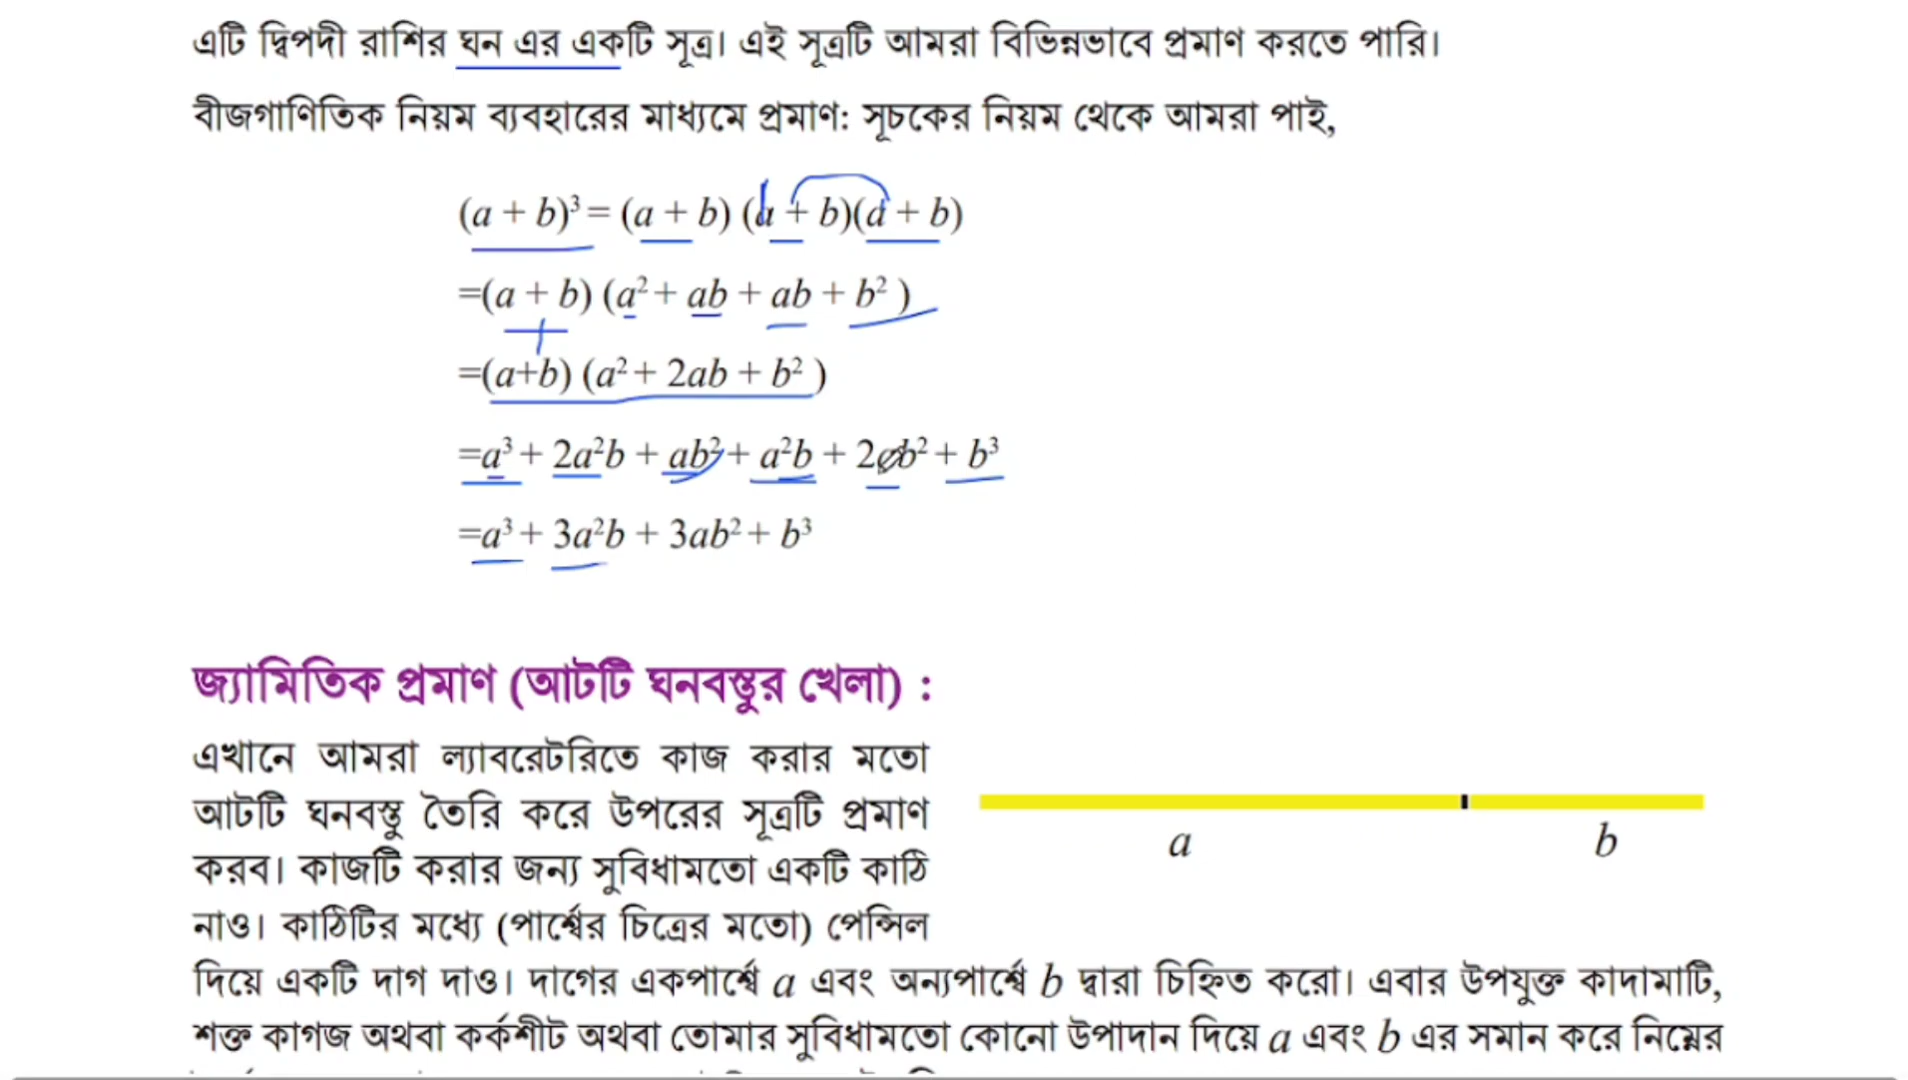 এটি দ্বিপদী রাশির ঘন এর একটি সূত্র। এই সূত্রটি আমরা বিভিন্নভাবে প্রমাণ করতে পারি।
বীজগাণিতিক নিয়ম ব্যবহারের মাধ্যমে প্রমাণ: সূচকের নিয়ম থেকে আমরা পাই,
(a + b)³ = (a + b) (a + b)(a + b)
=(a + b) (a² + ab + ab + b² )
=(a+b) (a² + 2ab + b² )
=a³ + 2a²b + ab² + a²b + 2ab² + b³
=a³ + 3a²b + 3ab² + b³
জ্যামিতিক প্রমাণ (আটটি ঘনবস্তুর খেলা) :
এখানে আমরা ল্যাবরেটরিতে কাজ করার মতো
আটটি ঘনবস্তু তৈরি করে উপরের সূত্রটি প্রমাণ
করব। কাজটি করার জন্য সুবিধামতো একটি কাঠি
নাও। কাঠিটির মধ্যে (পার্শ্বের চিত্রের মতো) পেন্সিল
a b
দিয়ে একটি দাগ দাও। দাগের একপার্শ্বে a এবং অন্যপার্শ্বে b দ্বারা চিহ্নিত করো। এবার উপযুক্ত কাদামাটি,
শক্ত কাগজ অথবা কর্কশীট অথবা তোমার সুবিধামতো কোনো উপাদান দিয়ে a এবং b এর সমান করে নিম্নের